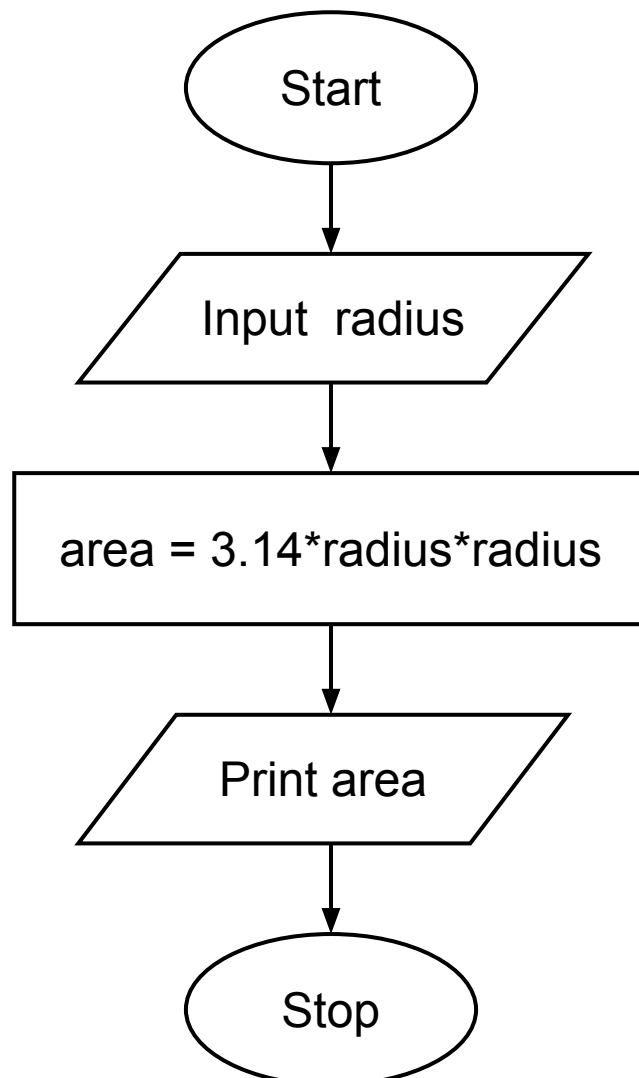 Start
Input radius
area = 3.14*radius*radius
Print area
Stop